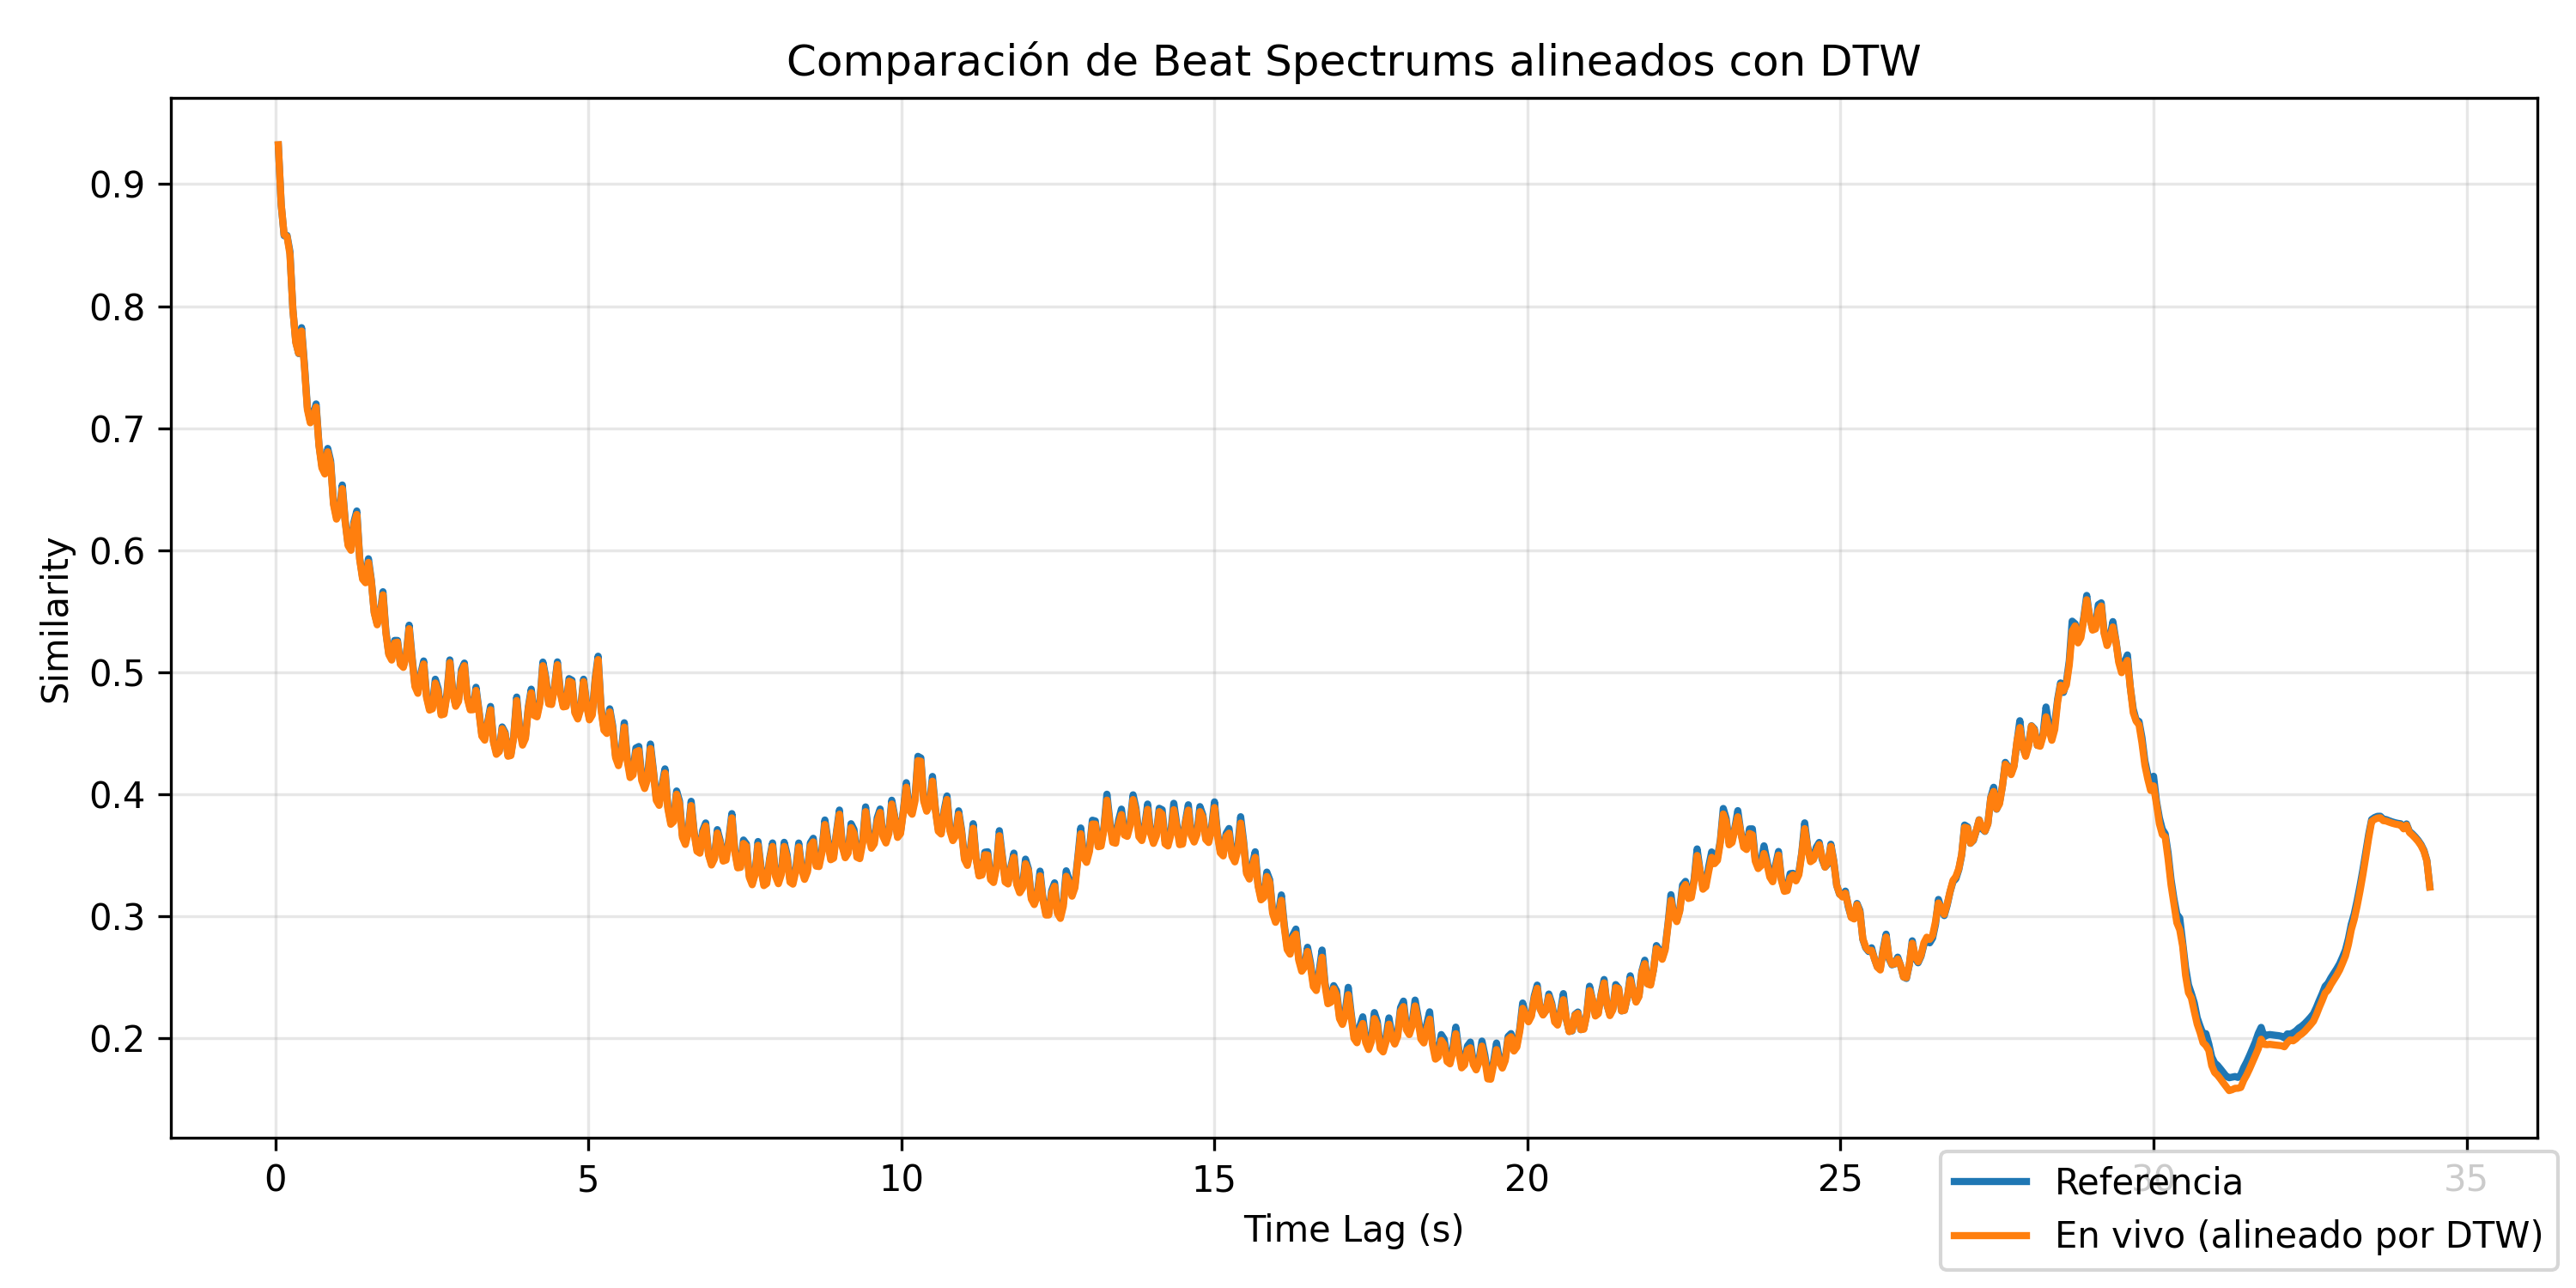 Comparación de Beat Spectrums alineados con DTW
Similarity
0.9
0.8
0.7
0.6
0.5
0.4
0.3
0.2
0 5 10 15 20 25 30 35
Time Lag (s)
Referencia
En vivo (alineado por DTW)